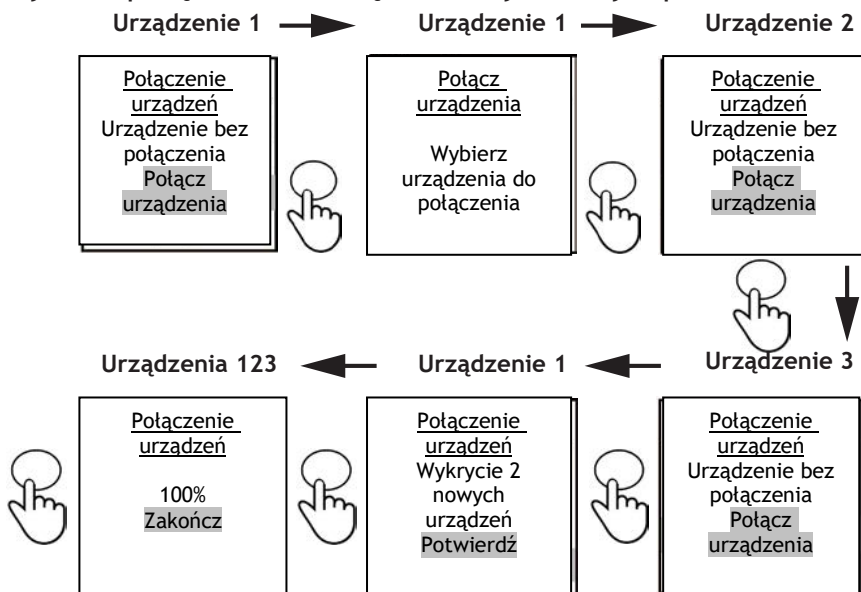 Urządzenie 1
Urządzenie 1
Urządzenie 2
Połączenie
urządzeń
Urządzenie bez
połączenia
Połącz
urządzenia
Połącz
urządzenia
Wybierz
urządzenia do
połączenia
Połączenie
urządzeń
Urządzenie bez
połączenia
Połącz
urządzenia
Urządzenia 123
Urządzenie 1
Urządzenie 3
Połączenie
urządzeń
100%
Zakończ
Połączenie
urządzeń
Wykrycie 2
nowych
urządzeń
Potwierdź
Połączenie
urządzeń
Urządzenie bez
połączenia
Połącz
urządzenia